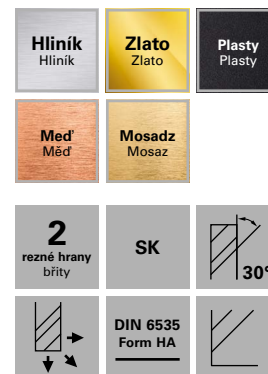 Hliník
Hliník
Zlato
Zlato
Plasty
Plasty
Meď
Měď
Mosadz
Mosaz
2
rezné hrany
břity
SK
30°
DIN 6535
Form HA